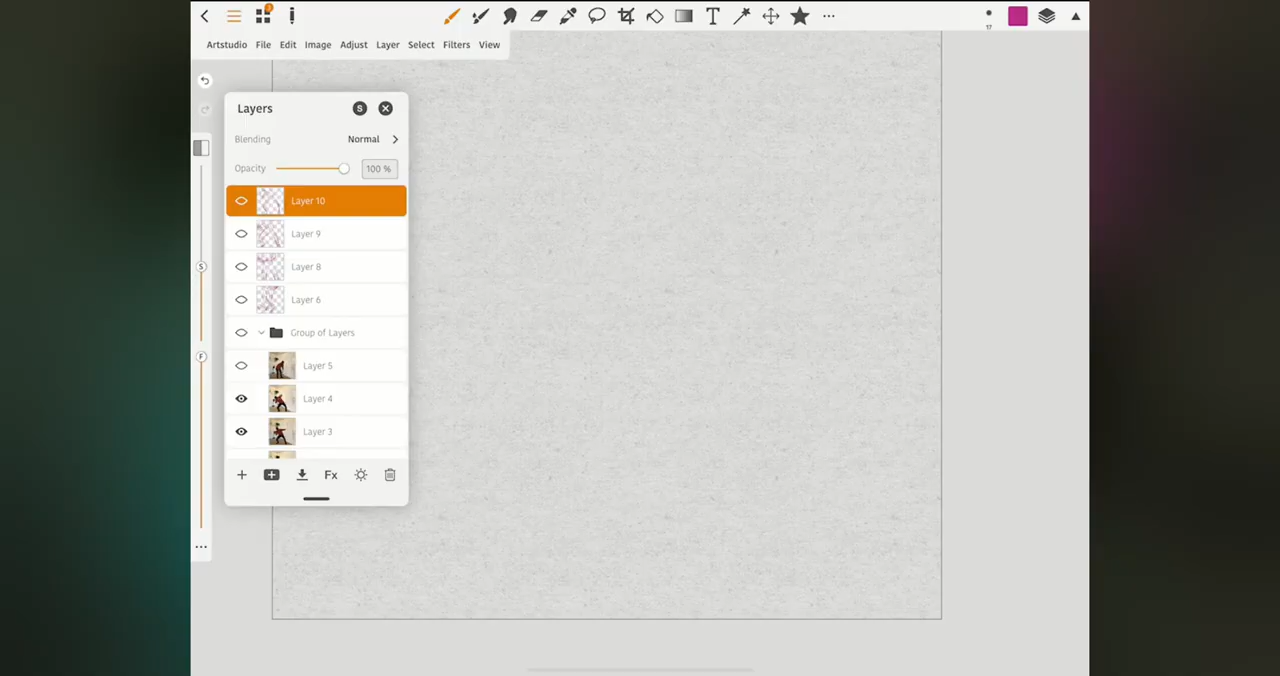 Artstudio File Edit Image Adjust Layer Select Filters View
Layers S
Blending Normal
Opacity 100 %
Layer 10
Layer 9
Layer 8
Layer 6
Group of Layers
Layer 5
Layer 4
Layer 3
Fx
S
F
T